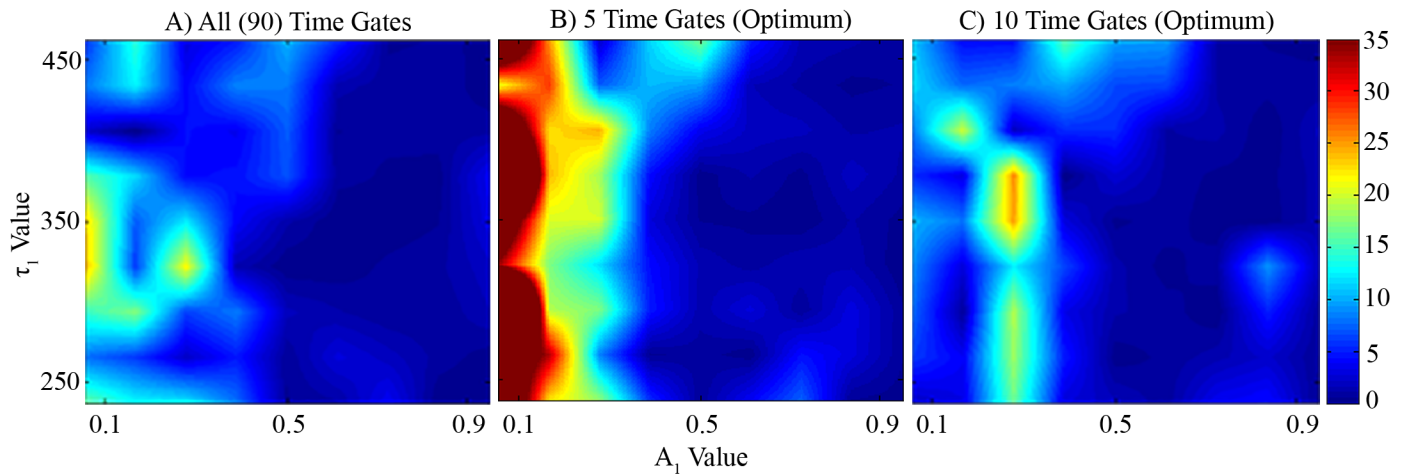 A) All (90) Time Gates
B) 5 Time Gates (Optimum)
C) 10 Time Gates (Optimum)
450
350
250
τ₁ Value
0.1 0.5 0.9
0.1 0.5 0.9
0.1 0.5 0.9
A₁ Value
35
30
25
20
15
10
5
0